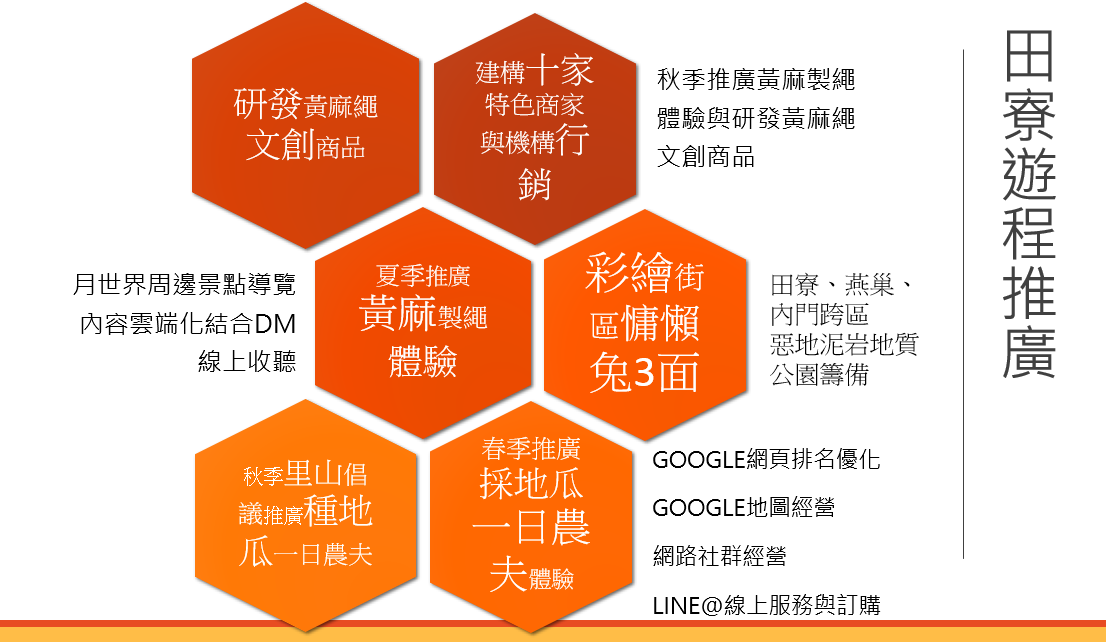 田寮遊程推廣
研發黃麻繩
文創商品
建構十家
特色商家
與機構行
銷
秋季推廣黃麻製繩
體驗與研發黃麻繩
文創商品
月世界周邊景點導覽
內容雲端化結合DM
線上收聽
夏季推廣
黃麻製繩
體驗
彩繪街
區慵懶
兔3面
田寮、燕巢、
內門跨區
惡地泥岩地質
公園籌備
秋季里山倡
議推廣種地
瓜一日農夫
春季推廣
採地瓜
一日農
夫體驗
GOOGLE網頁排名優化
GOOGLE地圖經營
網路社群經營
LINE@線上服務與訂購